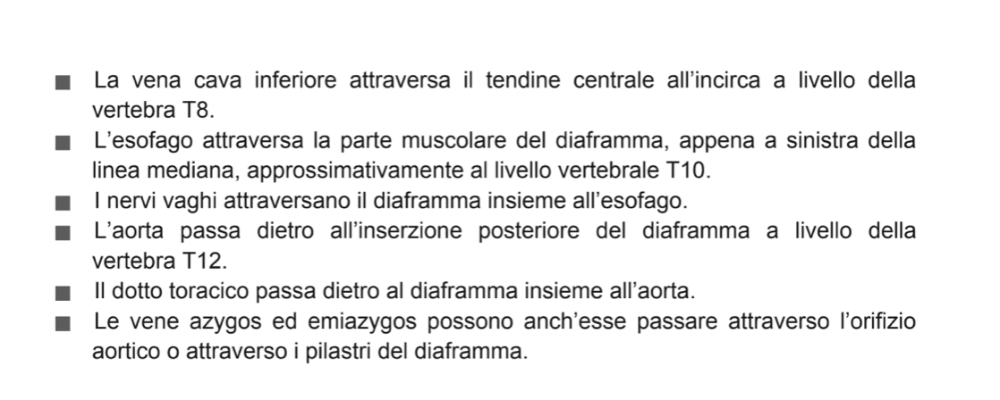 ■ La vena cava inferiore attraversa il tendine centrale all’incirca a livello della
vertebra T8.
■ L’esofago attraversa la parte muscolare del diaframma, appena a sinistra della
linea mediana, approssimativamente al livello vertebrale T10.
■ I nervi vaghi attraversano il diaframma insieme all’esofago.
■ L’aorta passa dietro all’inserzione posteriore del diaframma a livello della
vertebra T12.
■ Il dotto toracico passa dietro al diaframma insieme all’aorta.
■ Le vene azygos ed emiazygos possono anch’esse passare attraverso l’orifizio
aortico o attraverso i pilastri del diaframma.